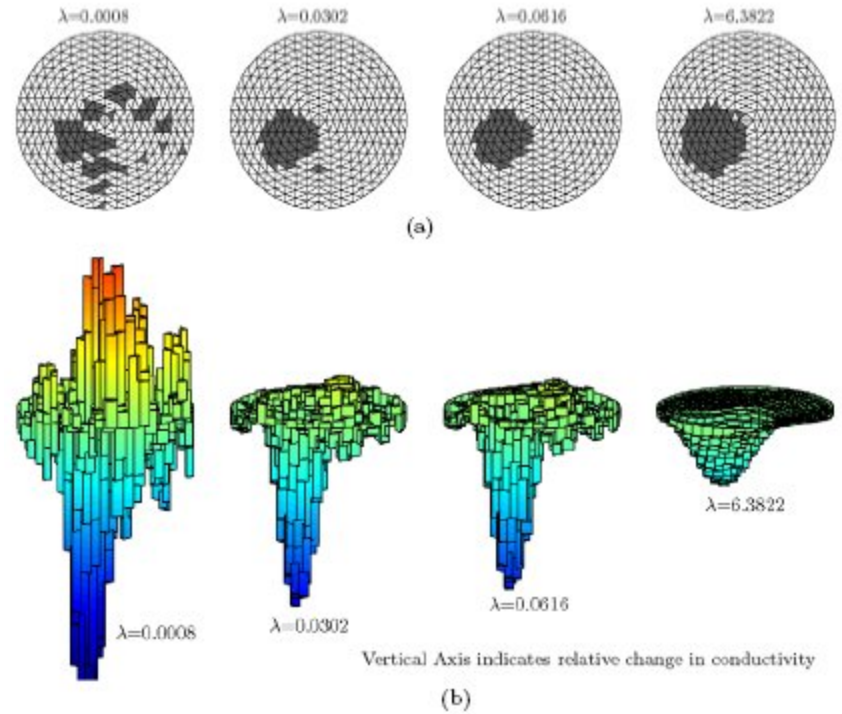 λ=0.0008
λ=0.0302
λ=0.0616
λ=6.3822
(a)
λ=6.3822
λ=0.0616
λ=0.0302
λ=0.0008
Vertical Axis indicates relative change in conductivity
(b)